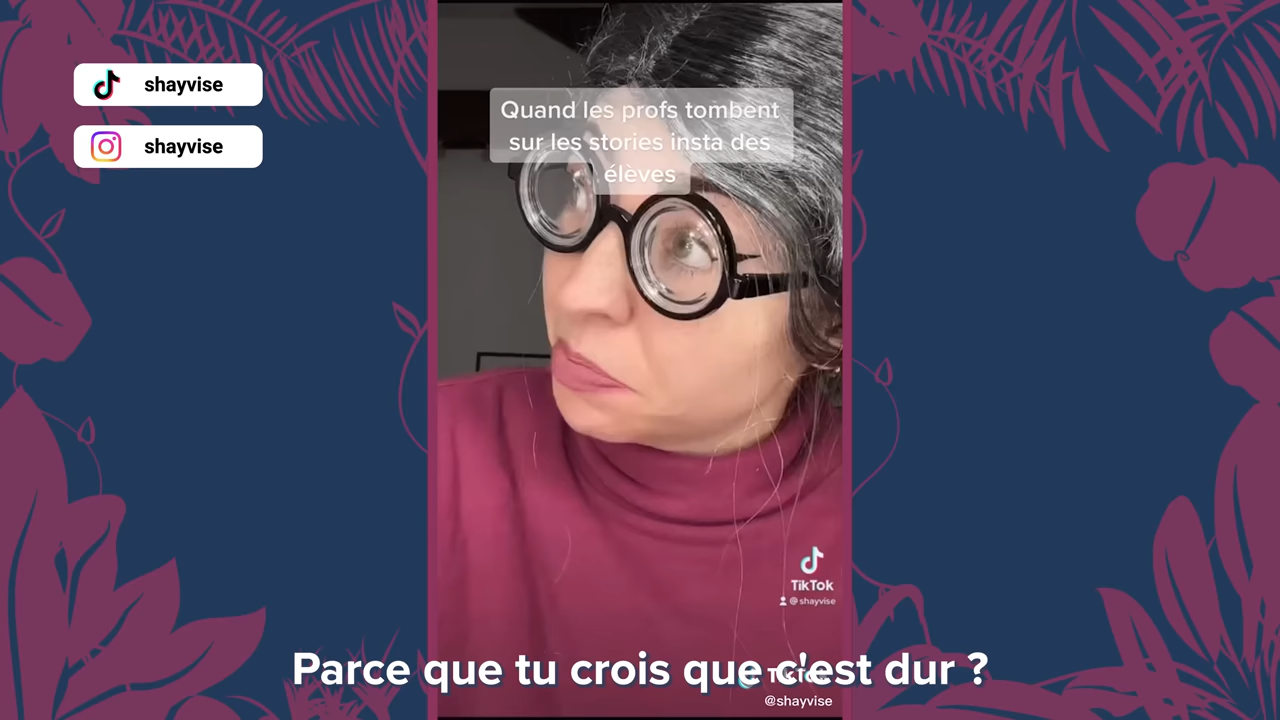 shayvise
shayvise
Quand les profs tombent
sur les stories insta des
élèves
TikTok
@ shayvise
Parce que tu crois que c'est dur ?
@shayvise